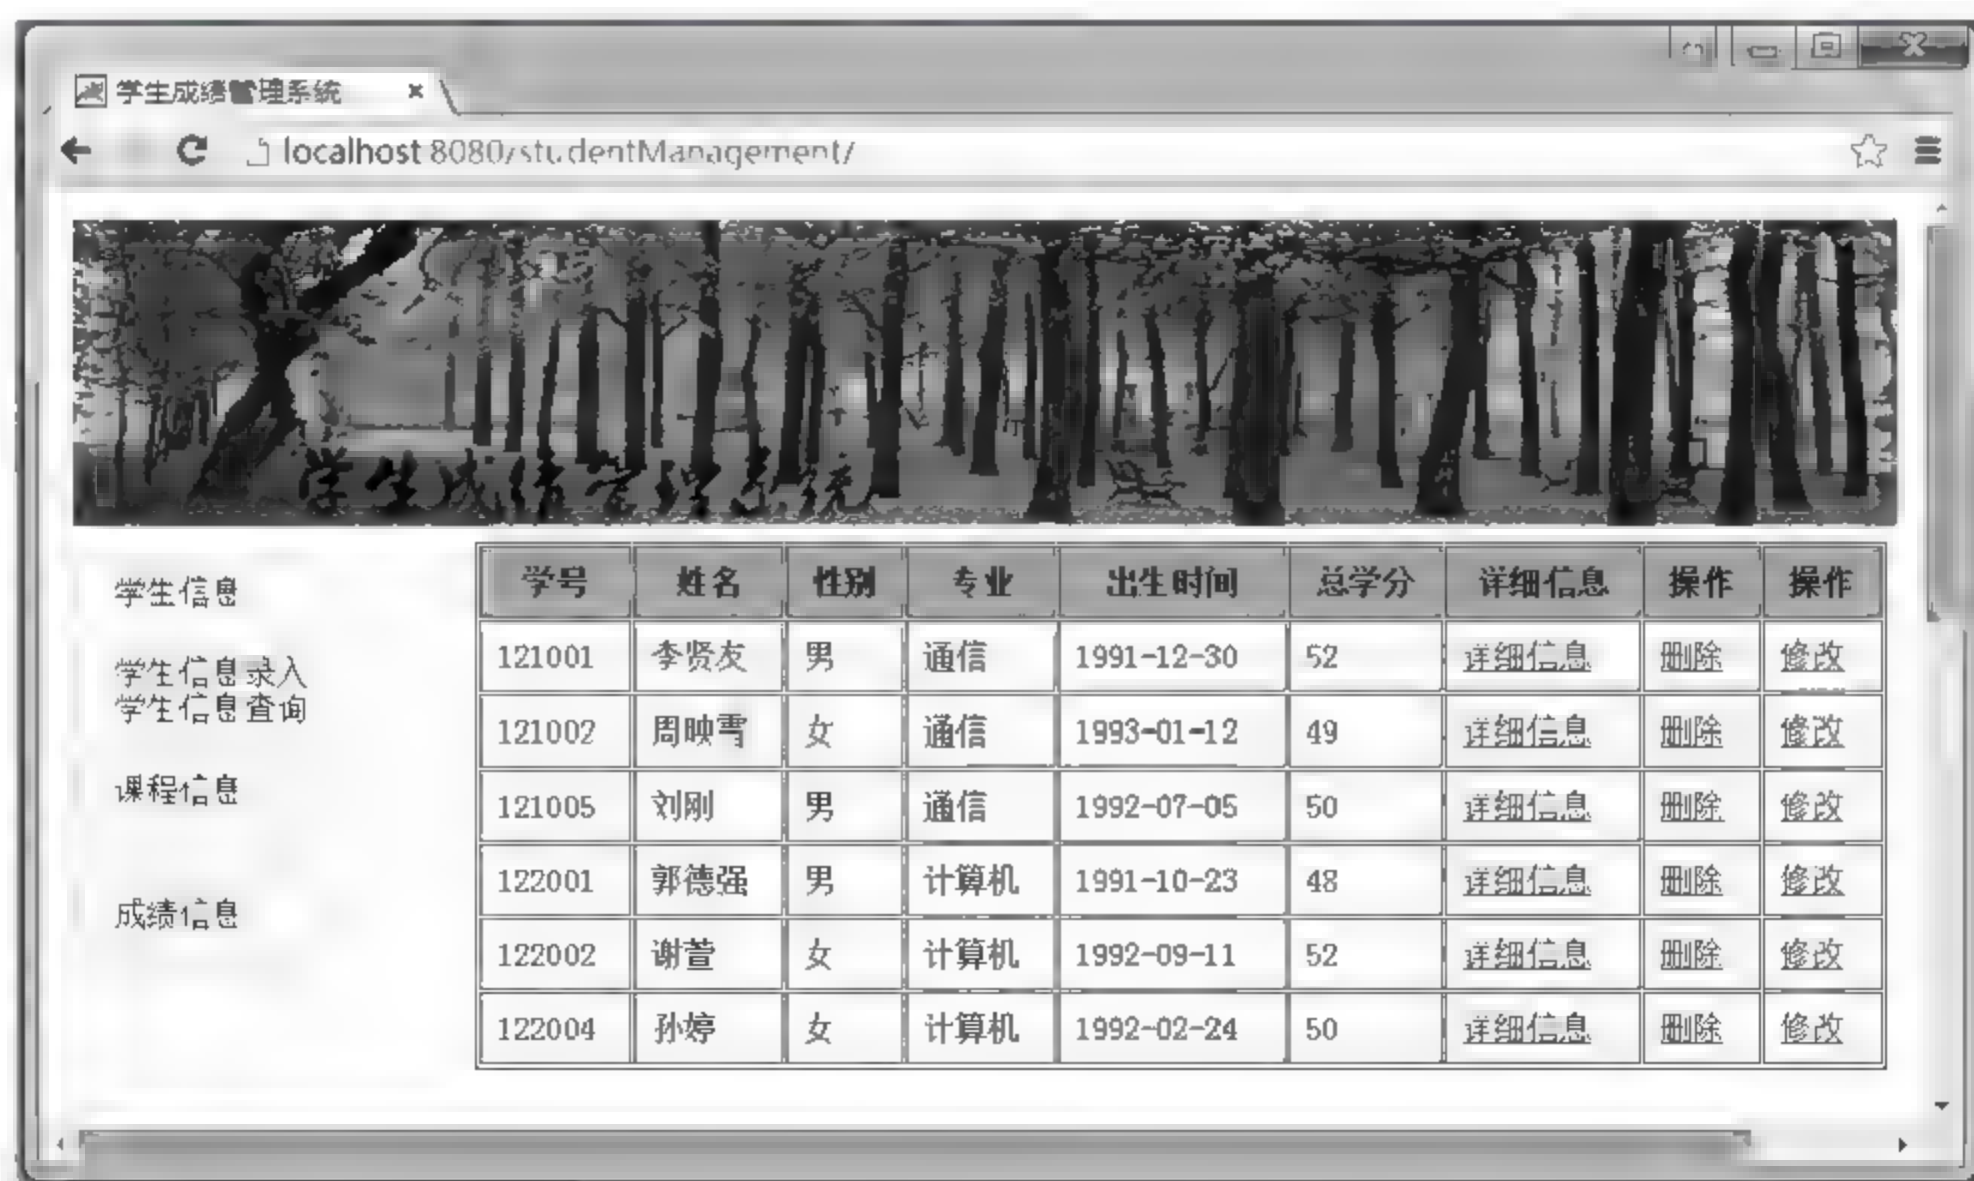 学生成绩管理系统
localhost:8080/studentManagement/
学生成绩管理系统
学生信息
学生信息录入
学生信息查询
课程信息
成绩信息
学号 姓名 性别 专业 出生时间 总学分 详细信息 操作 操作
121001 李贤友 男 通信 1991-12-30 52 详细信息 删除 修改
121002 周映雪 女 通信 1993-01-12 49 详细信息 删除 修改
121005 刘刚 男 通信 1992-07-05 50 详细信息 删除 修改
122001 郭德强 男 计算机 1991-10-23 48 详细信息 删除 修改
122002 谢萱 女 计算机 1992-09-11 52 详细信息 删除 修改
122004 孙婷 女 计算机 1992-02-24 50 详细信息 删除 修改